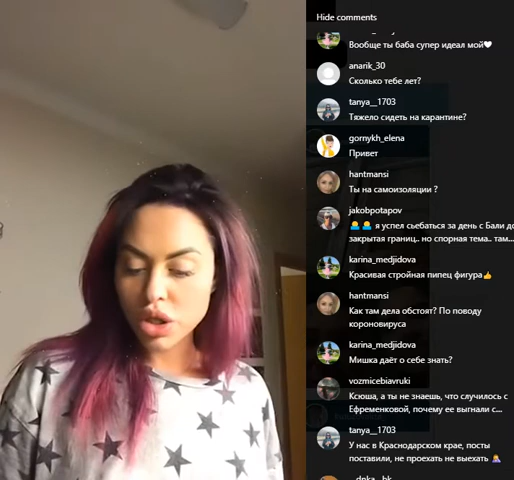 Hide comments
Вообще ты баба супер идеал мой🤍
anarik_30
Сколько тебе лет?
tanya__1703
Тяжело сидеть на карантине?
gornykh_elena
Привет
hantmansi
Ты на самоизоляции ?
jakobpotapov
🤷‍♂️🤷‍♂️ я успел сьебаться за день с Бали до
закрытая границ.. но спорная тема.. там...
karina_medjidova
Красивая стройная пипец фигура👍
hantmansi
Как там дела обстоят? По поводу
короновируса
karina_medjidova
Мишка даёт о себе знать?
vozmicebiavruki
Ксюша, а ты не знаешь, что случилось с
Ефременковой, почему ее выгнали с...
tanya__1703
У нас в Краснодарском крае, посты
поставили, не проехать не выехать 🤷‍♀️